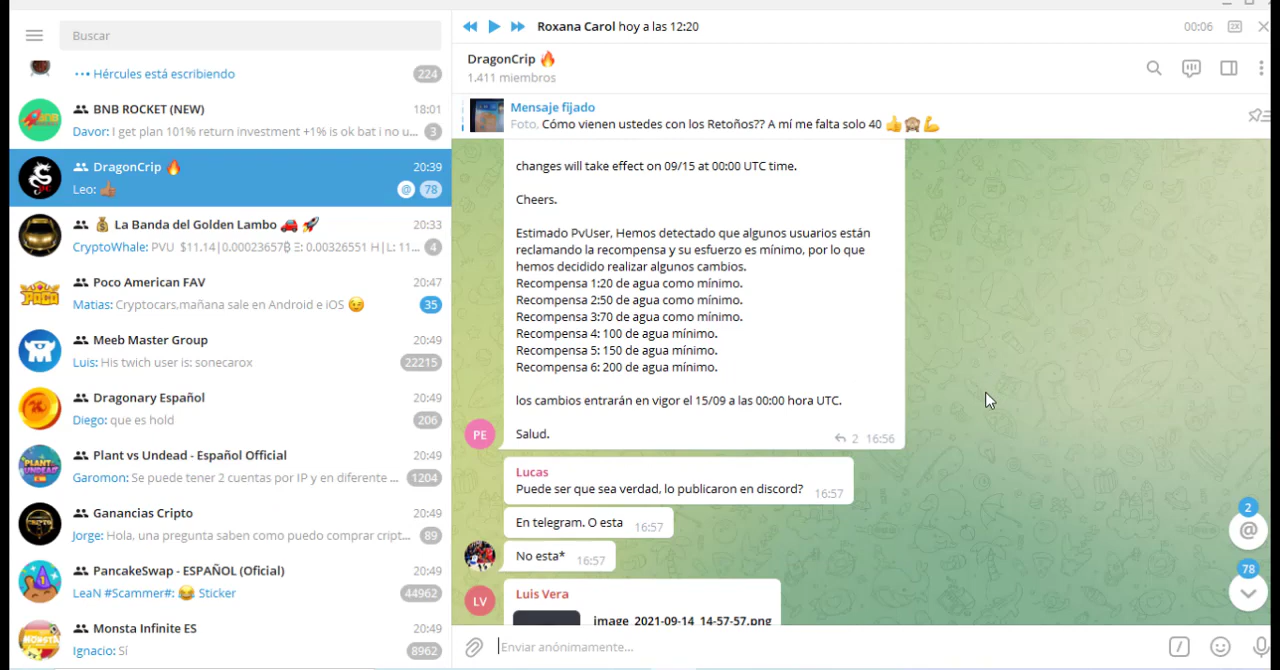 Buscar
Hércules está escribiendo
224
BNB ROCKET (NEW)
18:01
Davor: I get plan 101% return investment +1% is ok bat i no u...
3
DragonCrip 🔥
20:39
Leo: 👍🏽
@
78
💰 La Banda del Golden Lambo 🚗 🚀
20:33
CryptoWhale: PVU $11.14|0.00023657₿ Ξ: 0.00326551 H|L: 11...
4
Poco American FAV
20:47
Matias: Cryptocars,mañana sale en Android e iOS 😉
35
Meeb Master Group
20:49
Luis: His twich user is: sonecarox
22215
Dragonary Español
20:49
Diego: que es hold
206
Plant vs Undead - Español Official
20:49
Garomon: Se puede tener 2 cuentas por IP y en diferente ...
1204
Ganancias Cripto
20:49
Jorge: Hola, una pregunta saben como puedo comprar cript...
89
PancakeSwap - ESPAÑOL (Oficial)
20:49
LeaN #Scammer#: 😂 Sticker
44962
Monsta Infinite ES
20:49
Ignacio: Sí
8962
Roxana Carol hoy a las 12:20
00:06
2X
DragonCrip 🔥
1.411 miembros
Mensaje fijado
Foto, Cómo vienen ustedes con los Retoños?? A mí me falta solo 40 👍🙈💪
changes will take effect on 09/15 at 00:00 UTC time.
Cheers.
Estimado PvUser, Hemos detectado que algunos usuarios están
reclamando la recompensa y su esfuerzo es mínimo, por lo que
hemos decidido realizar algunos cambios.
Recompensa 1:20 de agua como mínimo.
Recompensa 2:50 de agua como mínimo.
Recompensa 3:70 de agua como mínimo.
Recompensa 4: 100 de agua mínimo.
Recompensa 5: 150 de agua mínimo.
Recompensa 6: 200 de agua mínimo.
los cambios entrarán en vigor el 15/09 a las 00:00 hora UTC.
Salud.
PE
2 16:56
Lucas
Puede ser que sea verdad, lo publicaron en discord?
16:57
En telegram. O esta
16:57
No esta*
16:57
Luis Vera
LV
image_2021-09-14_14-57-57.png
2
@
78
Enviar anónimamente...